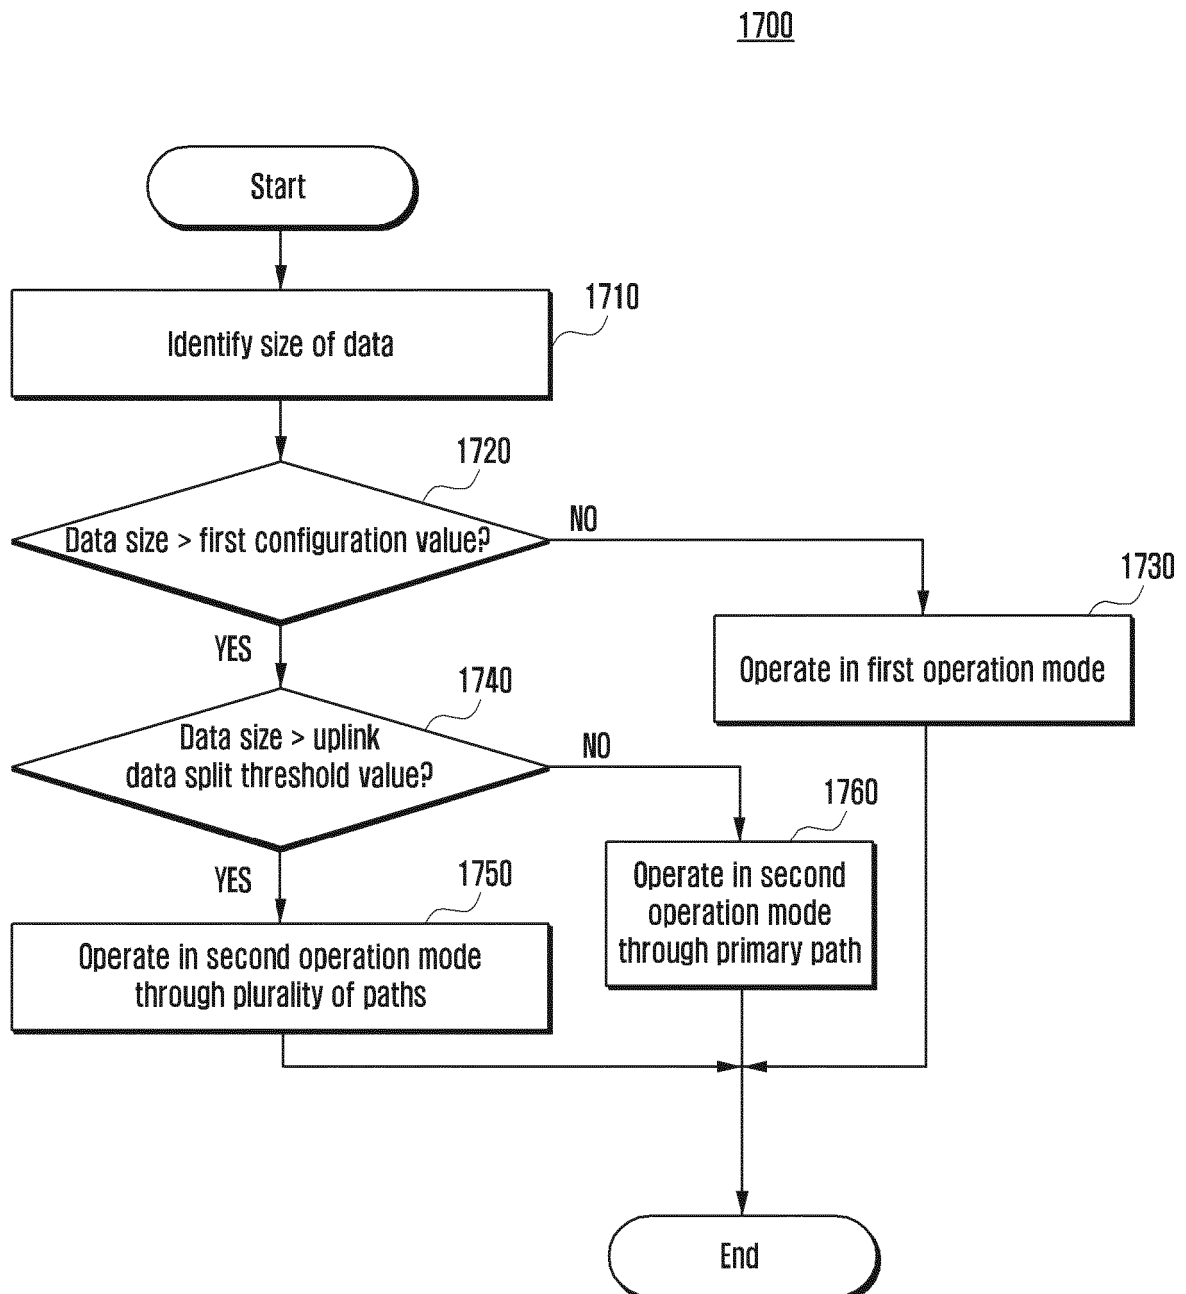 1700
Start
1710
Identify size of data
1720
Data size > first configuration value?
NO
1730
Operate in first operation mode
YES
1740
Data size > uplink
data split threshold value?
NO
1760
Operate in second
operation mode
through primary path
YES
1750
Operate in second operation mode
through plurality of paths
End